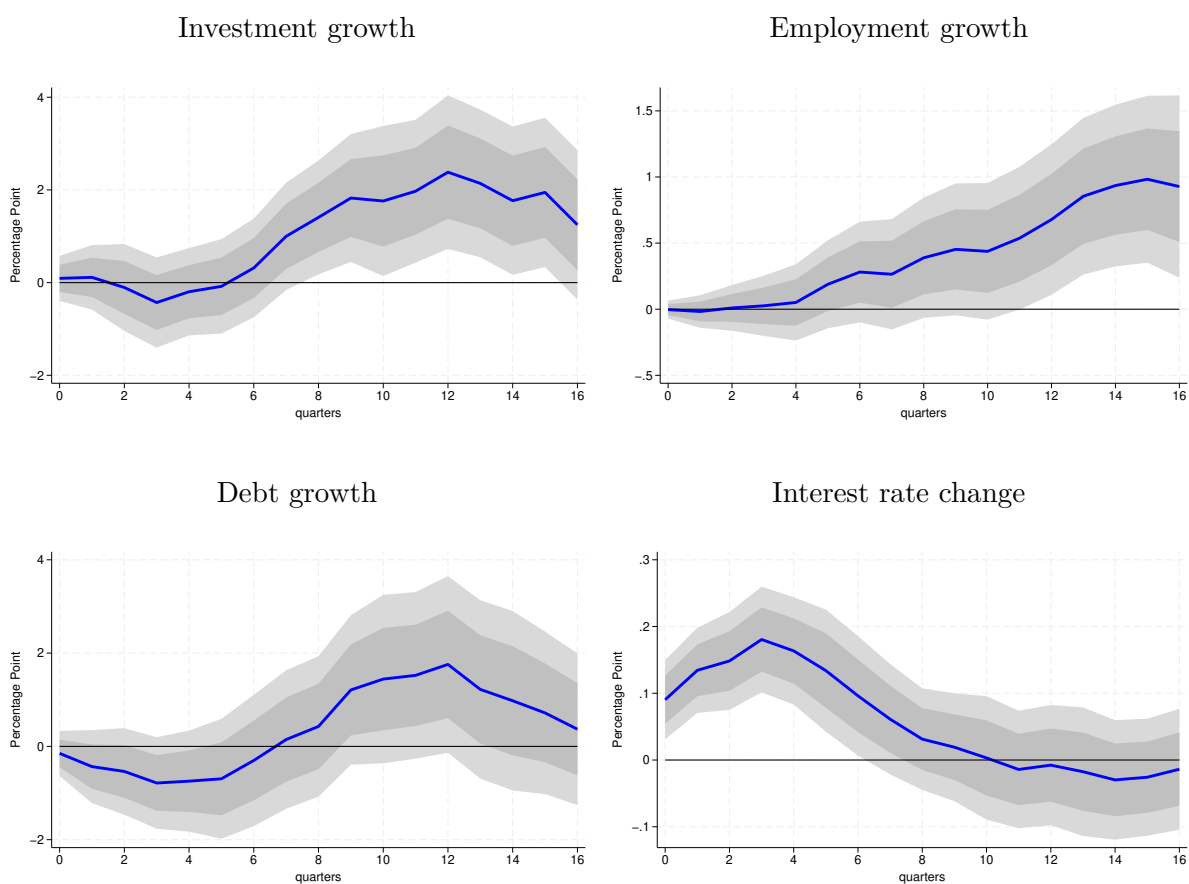 Investment growth
Employment growth
Percentage Point
4
2
0
−2
0 2 4 6 8 10 12 14 16
quarters
Percentage Point
1.5
1
.5
0
−.5
0 2 4 6 8 10 12 14 16
quarters
Debt growth
Interest rate change
Percentage Point
4
2
0
−2
0 2 4 6 8 10 12 14 16
quarters
Percentage Point
.3
.2
.1
0
−.1
0 2 4 6 8 10 12 14 16
quarters